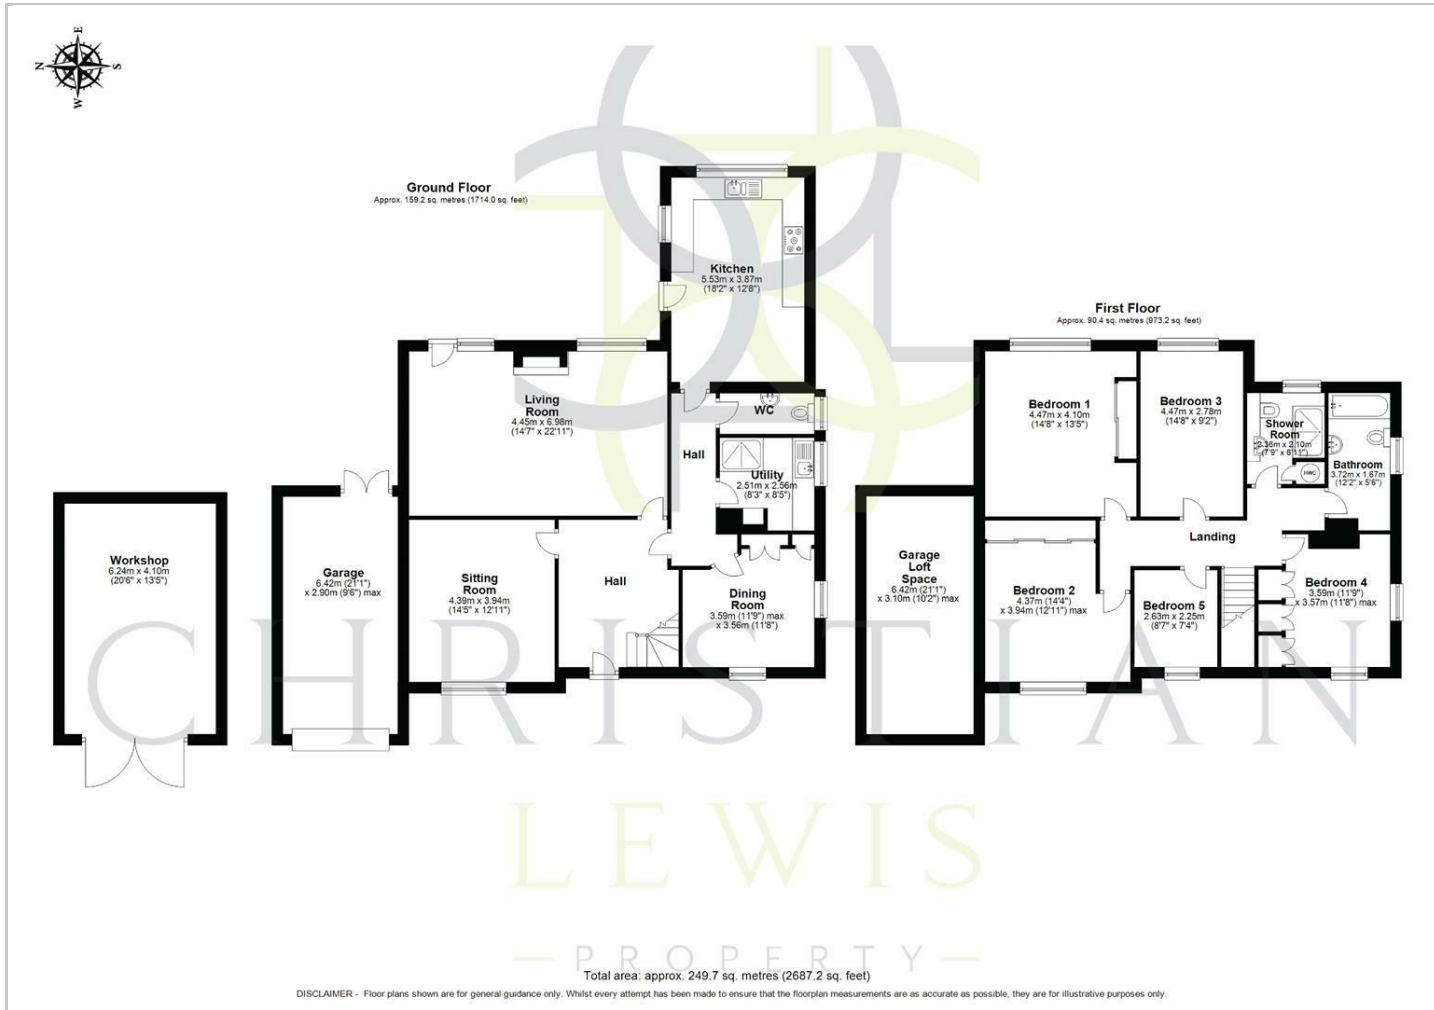 E
N
S
W
Ground Floor
Approx. 159.2 sq. metres (1714.0 sq. feet)
Kitchen
5.53m x 3.87m
(18'2" x 12'8")
Living
Room
4.45m x 6.98m
(14'7" x 22'11")
WC
Hall
Utility
2.51m x 2.56m
(8'3" x 8'5")
Workshop
6.24m x 4.10m
(20'6" x 13'5")
Garage
6.42m (21'1")
x 2.90m (9'6") max
Sitting
Room
4.39m x 3.94m
(14'5" x 12'11")
Hall
Dining
Room
3.59m (11'9") max
x 3.56m (11'8")
First Floor
Approx. 90.4 sq. metres (973.2 sq. feet)
Bedroom 1
4.47m x 4.10m
(14'8" x 13'5")
Bedroom 3
4.47m x 2.78m
(14'8" x 9'2")
Shower
Room
2.36m x 2.10m
(7'9" x 6'11")
HWC
Bathroom
3.72m x 1.67m
(12'2" x 5'6")
Landing
Garage
Loft
Space
6.42m (21'1")
x 3.10m (10'2") max
Bedroom 2
4.37m (14'4")
x 3.94m (12'11") max
Bedroom 5
2.63m x 2.25m
(8'7" x 7'4")
Bedroom 4
3.59m (11'9")
x 3.57m (11'8") max
CHRISTIAN
LEWIS
PROPERTY
Total area: approx. 249.7 sq. metres (2687.2 sq. feet)
DISCLAIMER - Floor plans shown are for general guidance only. Whilst every attempt has been made to ensure that the floorplan measurements are as accurate as possible, they are for illustrative purposes only.